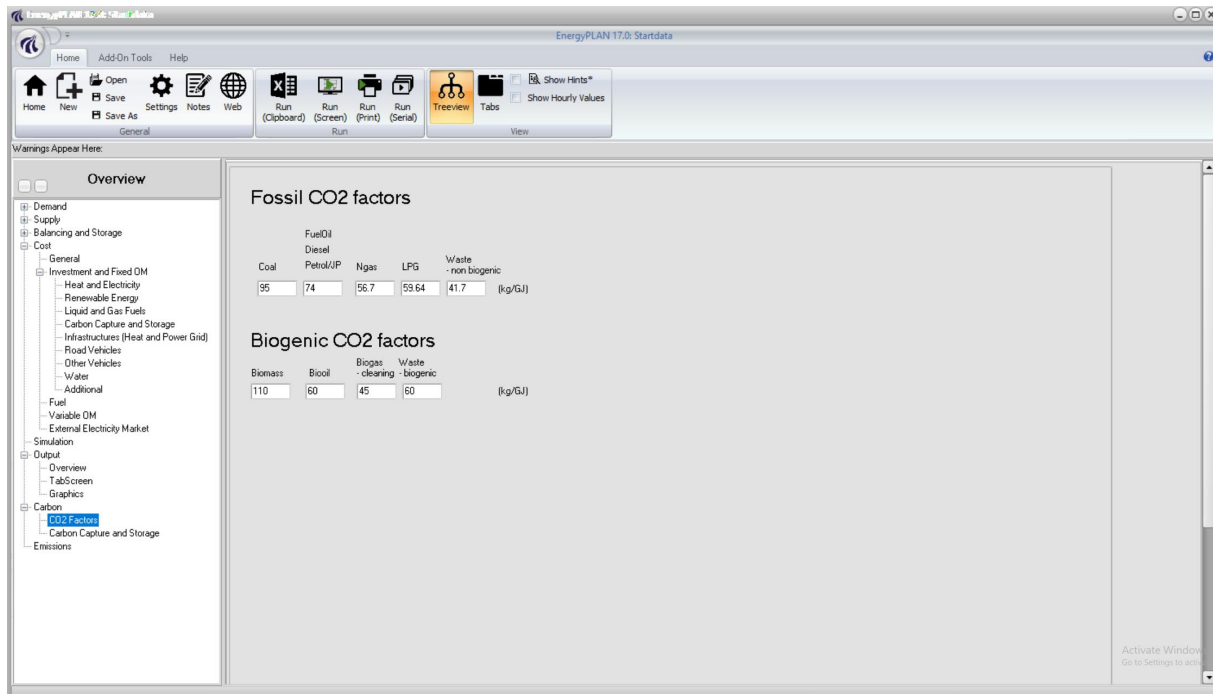 EnergyPLAN 17.0: Startdata
Home Add-On Tools Help
Home
New
Open
Save
Save As
Settings
Notes
Web
General
Run (Clipboard)
Run (Screen)
Run (Print)
Run (Serial)
Run
Treeview
Tabs
Show Hints*
Show Hourly Values
View
Warnings Appear Here:
Overview
Demand
Supply
Balancing and Storage
Cost
General
Investment and Fixed OM
Heat and Electricity
Renewable Energy
Liquid and Gas Fuels
Carbon Capture and Storage
Infrastructures (Heat and Power Grid)
Road Vehicles
Other Vehicles
Water
Additional
Fuel
Variable OM
External Electricity Market
Simulation
Output
Overview
TabScreen
Graphics
Carbon
CO2 Factors
Carbon Capture and Storage
Emissions
Fossil CO2 factors
FuelOil
Diesel
Coal Petrol/JP Ngas LPG Waste - non biogenic
95 74 56.7 59.64 41.7 (kg/GJ)
Biogenic CO2 factors
Biomass Biooil Biogas - cleaning Waste - biogenic
110 60 45 60 (kg/GJ)
Activate Window
Go to Settings to activ